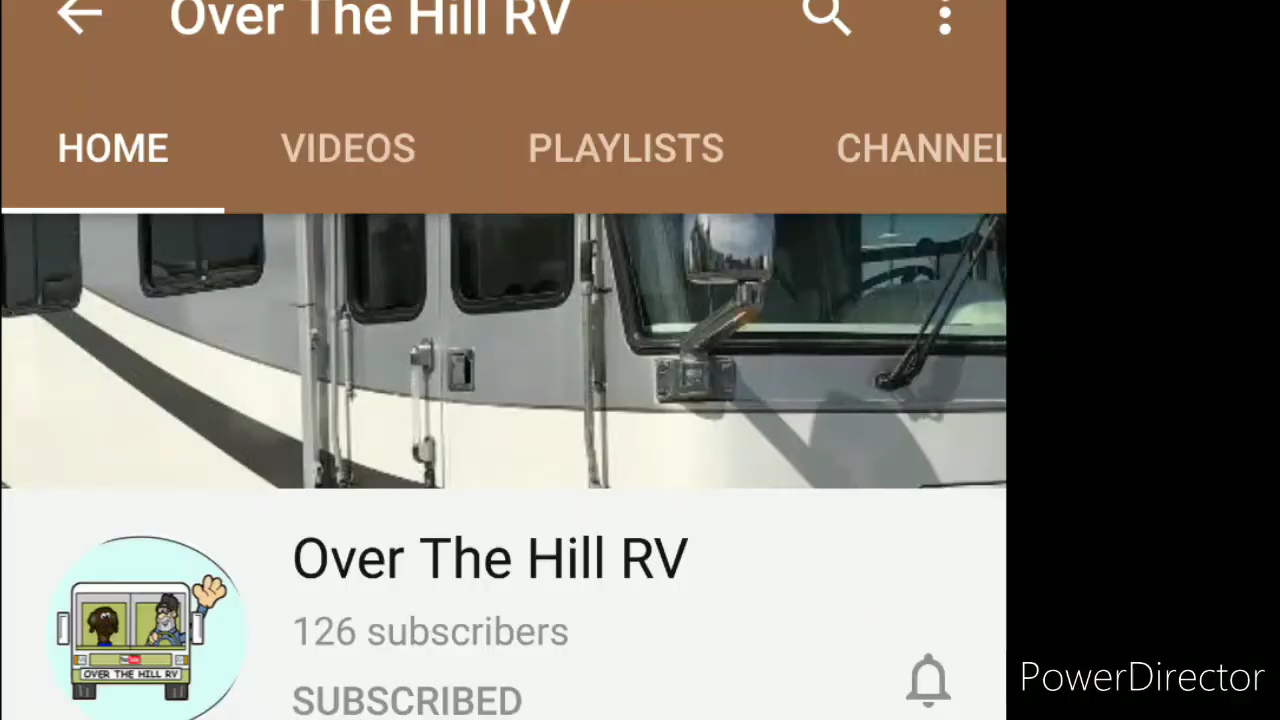 Over The Hill RV
HOME VIDEOS PLAYLISTS CHANNEL
Over The Hill RV
126 subscribers
OVER THE HILL RV
SUBSCRIBED
PowerDirector